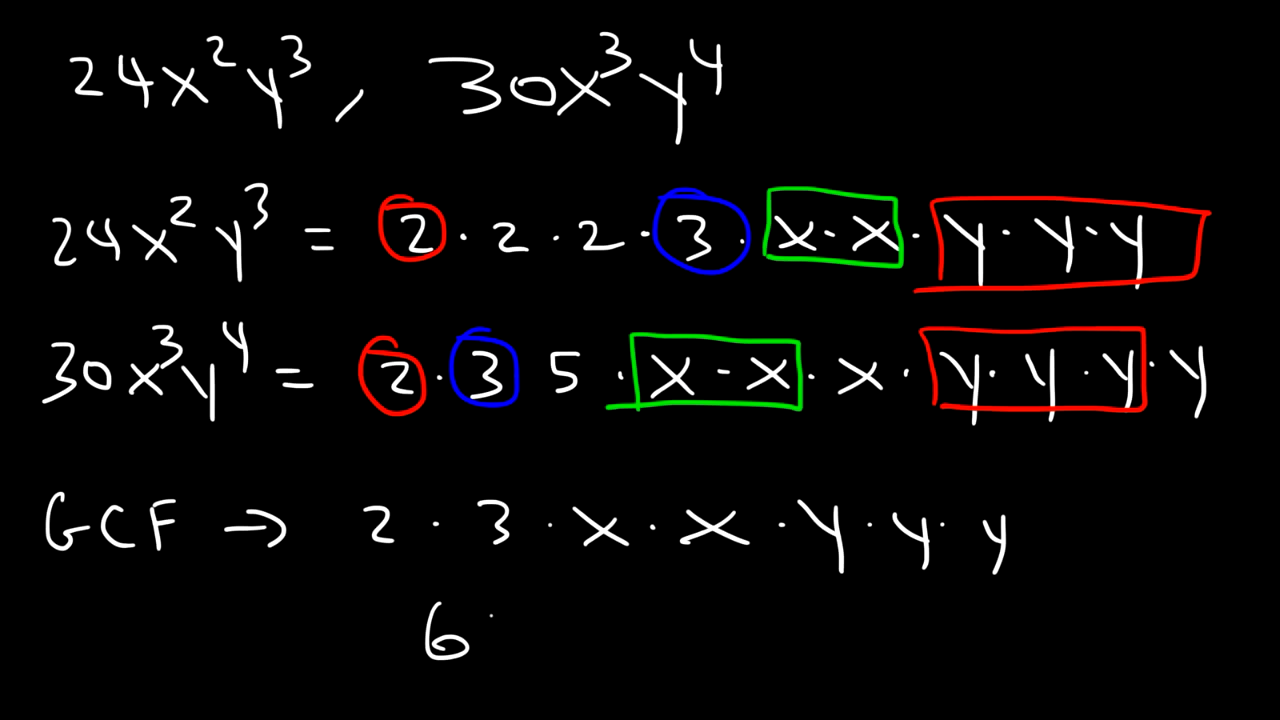 24x²y³, 30x³y⁴
24x²y³ = 2 · 2 · 2 · 3 · x · x · y · y · y
30x³y⁴ = 2 · 3 5 · x · x · x · y · y · y · y
GCF → 2 · 3 · x · x · y · y · y
6